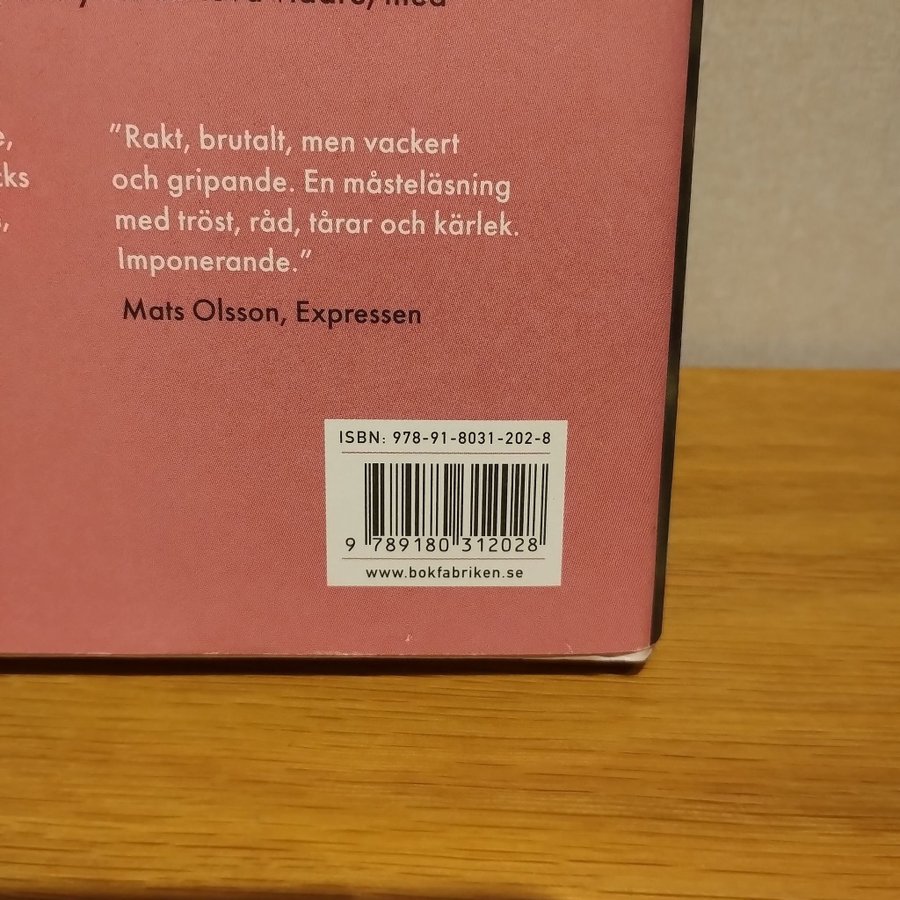 med
"Rakt, brutalt, men vackert
och gripande. En måsteläsning
med tröst, råd, tårar och kärlek.
Imponerande."
Mats Olsson, Expressen
ISBN: 978-91-8031-202-8
9 789180 312028
www.bokfabriken.se